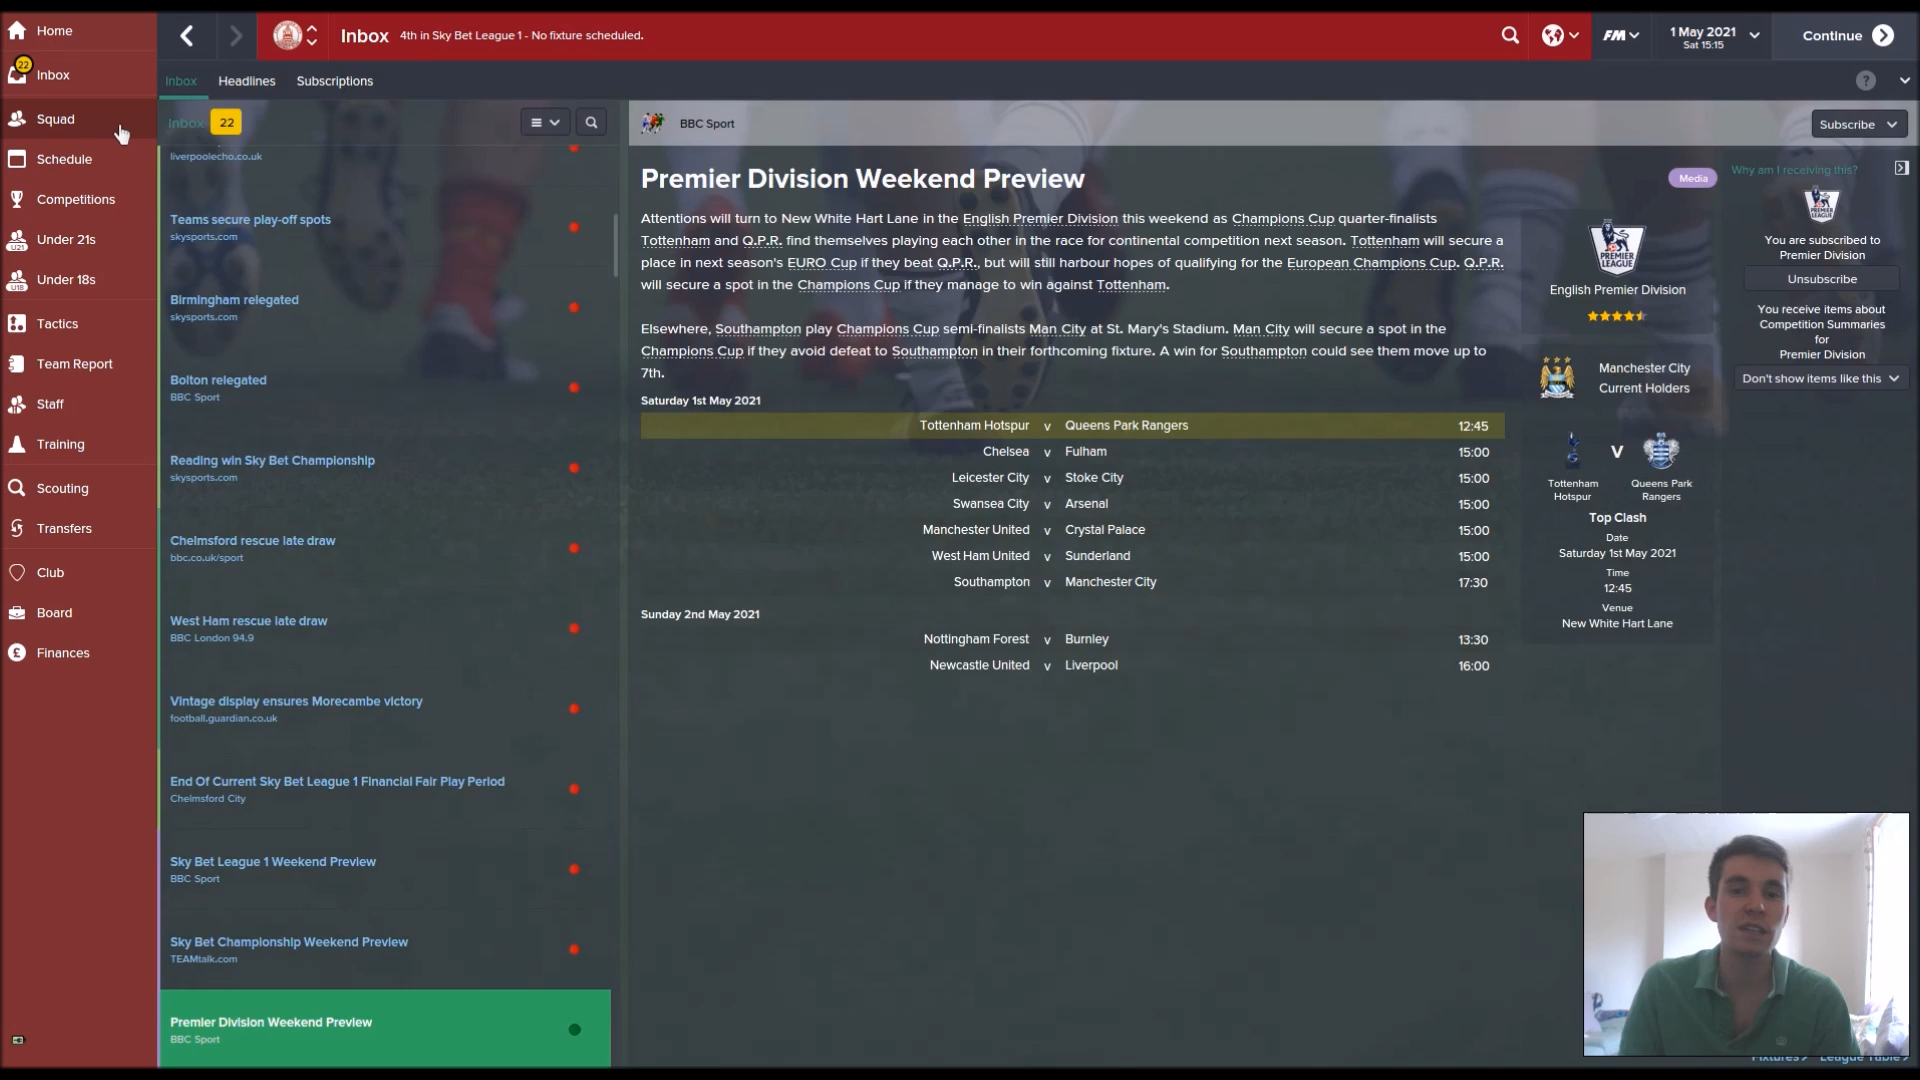 Home
22
Inbox
Squad
Schedule
Competitions
U21
Under 21s
U18
Under 18s
Tactics
Team Report
Staff
Training
Scouting
Transfers
Club
Board
Finances
Inbox 4th in Sky Bet League 1 - No fixture scheduled.
FM
1 May 2021
Sat 15:15
Continue
Inbox Headlines Subscriptions
?
Inbox 22
liverpoolecho.co.uk
Teams secure play-off spots
skysports.com
Birmingham relegated
skysports.com
Bolton relegated
BBC Sport
Reading win Sky Bet Championship
skysports.com
Chelmsford rescue late draw
bbc.co.uk/sport
West Ham rescue late draw
BBC London 94.9
Vintage display ensures Morecambe victory
football.guardian.co.uk
End Of Current Sky Bet League 1 Financial Fair Play Period
Chelmsford City
Sky Bet League 1 Weekend Preview
BBC Sport
Sky Bet Championship Weekend Preview
TEAMtalk.com
Premier Division Weekend Preview
BBC Sport
BBC Sport
Subscribe
Premier Division Weekend Preview
Media
Attentions will turn to New White Hart Lane in the English Premier Division this weekend as Champions Cup quarter-finalists
Tottenham and Q.P.R. find themselves playing each other in the race for continental competition next season. Tottenham will secure a
place in next season's EURO Cup if they beat Q.P.R., but will still harbour hopes of qualifying for the European Champions Cup. Q.P.R.
will secure a spot in the Champions Cup if they manage to win against Tottenham.
Elsewhere, Southampton play Champions Cup semi-finalists Man City at St. Mary's Stadium. Man City will secure a spot in the
Champions Cup if they avoid defeat to Southampton in their forthcoming fixture. A win for Southampton could see them move up to
7th.
Saturday 1st May 2021
Tottenham Hotspur v Queens Park Rangers 12:45
Chelsea v Fulham 15:00
Leicester City v Stoke City 15:00
Swansea City v Arsenal 15:00
Manchester United v Crystal Palace 15:00
West Ham United v Sunderland 15:00
Southampton v Manchester City 17:30
Sunday 2nd May 2021
Nottingham Forest v Burnley 13:30
Newcastle United v Liverpool 16:00
PREMIER
LEAGUE
English Premier Division
Manchester City
Current Holders
V
Tottenham
Hotspur
Queens Park
Rangers
Top Clash
Date
Saturday 1st May 2021
Time
12:45
Venue
New White Hart Lane
Why am I receiving this?
PREMIER
LEAGUE
You are subscribed to
Premier Division
Unsubscribe
You receive items about
Competition Summaries
for
Premier Division
Don't show items like this
Fixtures> League Table>